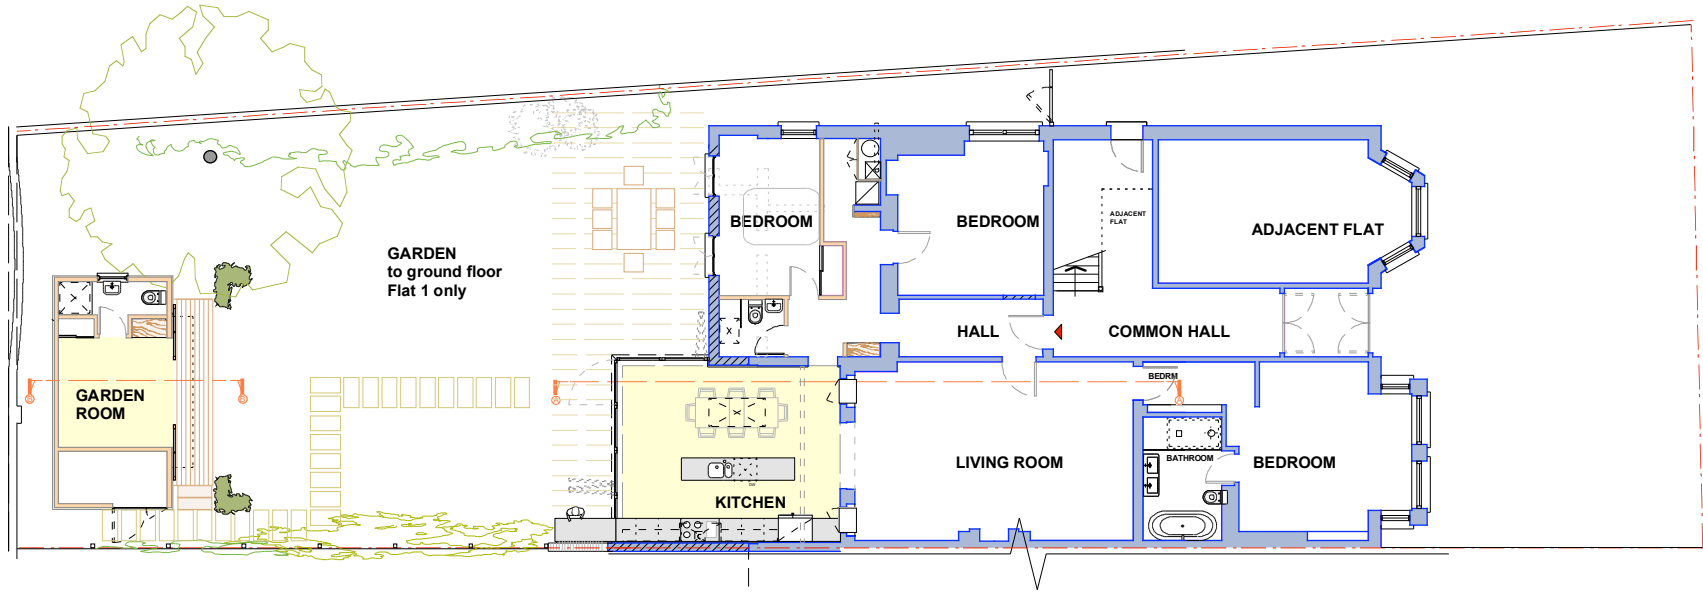 GARDEN
to ground floor
Flat 1 only
BEDROOM
BEDROOM
ADJACENT
FLAT
ADJACENT FLAT
HALL
COMMON HALL
GARDEN
ROOM
BEDRM
LIVING ROOM
BATHROOM
BEDROOM
KITCHEN